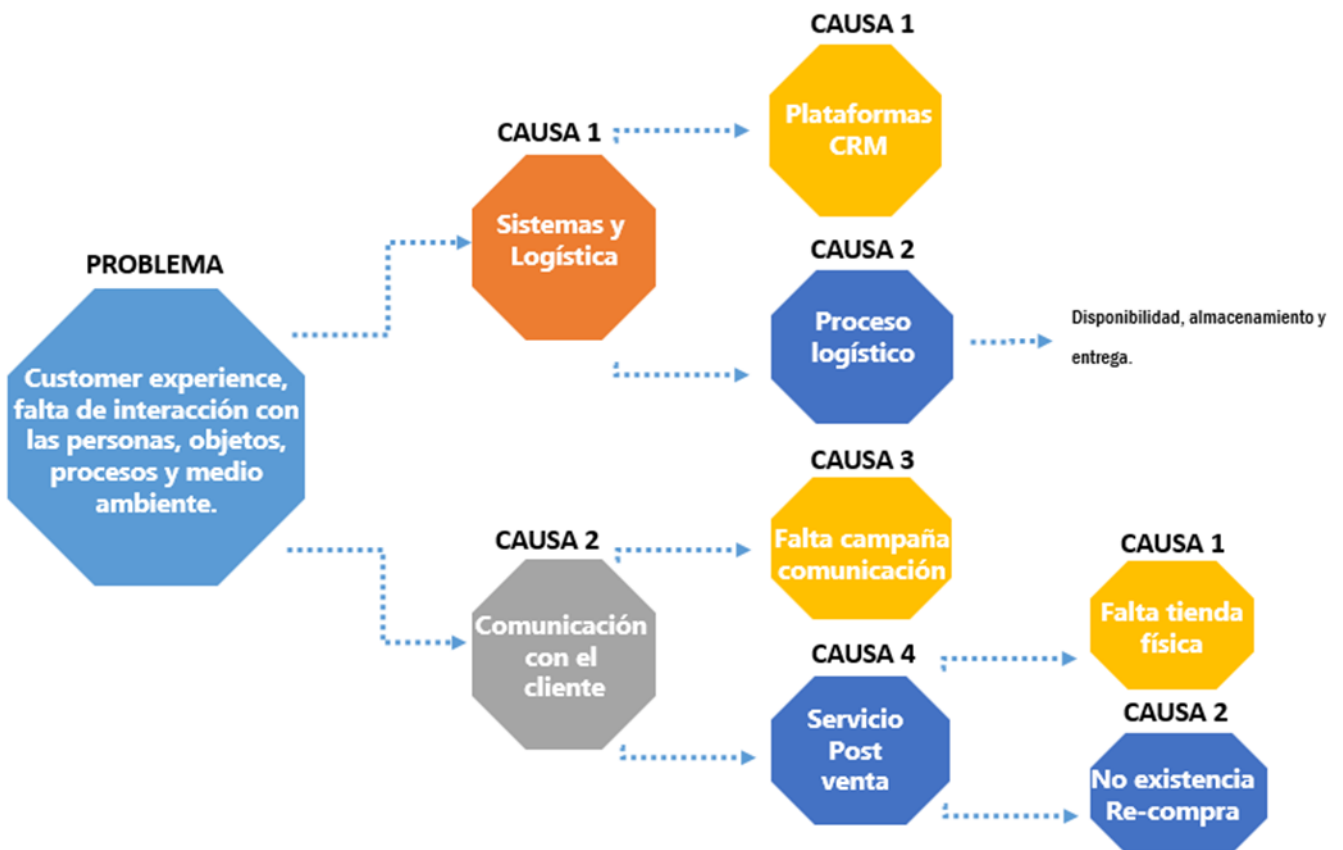 PROBLEMA
Customer experience,
falta de interacción con
las personas, objetos,
procesos y medio
ambiente.
CAUSA 1
Sistemas y
Logística
CAUSA 1
Plataformas
CRM
CAUSA 2
Proceso
logístico
Disponibilidad, almacenamiento y
entrega.
CAUSA 2
Comunicación
con el
cliente
CAUSA 3
Falta campaña
comunicación
CAUSA 4
Servicio
Post
venta
CAUSA 1
Falta tienda
física
CAUSA 2
No existencia
Re-compra